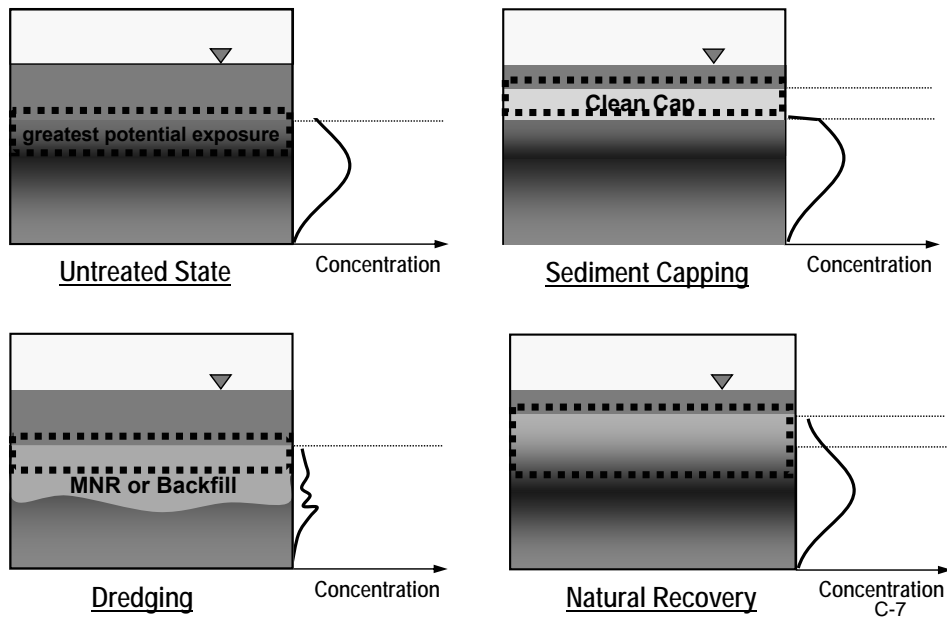 greatest potential exposure
Untreated State
Concentration
Clean Cap
Sediment Capping
Concentration
MNR or Backfill
Dredging
Concentration
Natural Recovery
Concentration
C-7